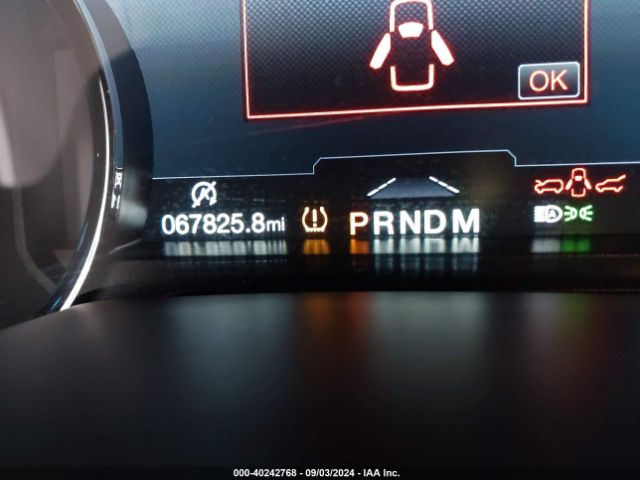 OK
067825.8mi PRNDM
A
000-40242768 - 09/03/2024 - IAA Inc.